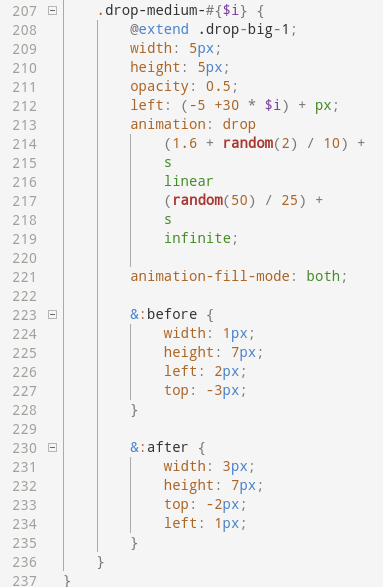 207 .drop-medium-#{$i} {
208 @extend .drop-big-1;
209 width: 5px;
210 height: 5px;
211 opacity: 0.5;
212 left: (-5 +30 * $i) + px;
213 animation: drop
214 (1.6 + random(2) / 10) +
215 s
216 linear
217 (random(50) / 25) +
218 s
219 infinite;
220
221 animation-fill-mode: both;
222
223 &:before {
224 width: 1px;
225 height: 7px;
226 left: 2px;
227 top: -3px;
228 }
229
230 &:after {
231 width: 3px;
232 height: 7px;
233 top: -2px;
234 left: 1px;
235 }
236 }
237 }